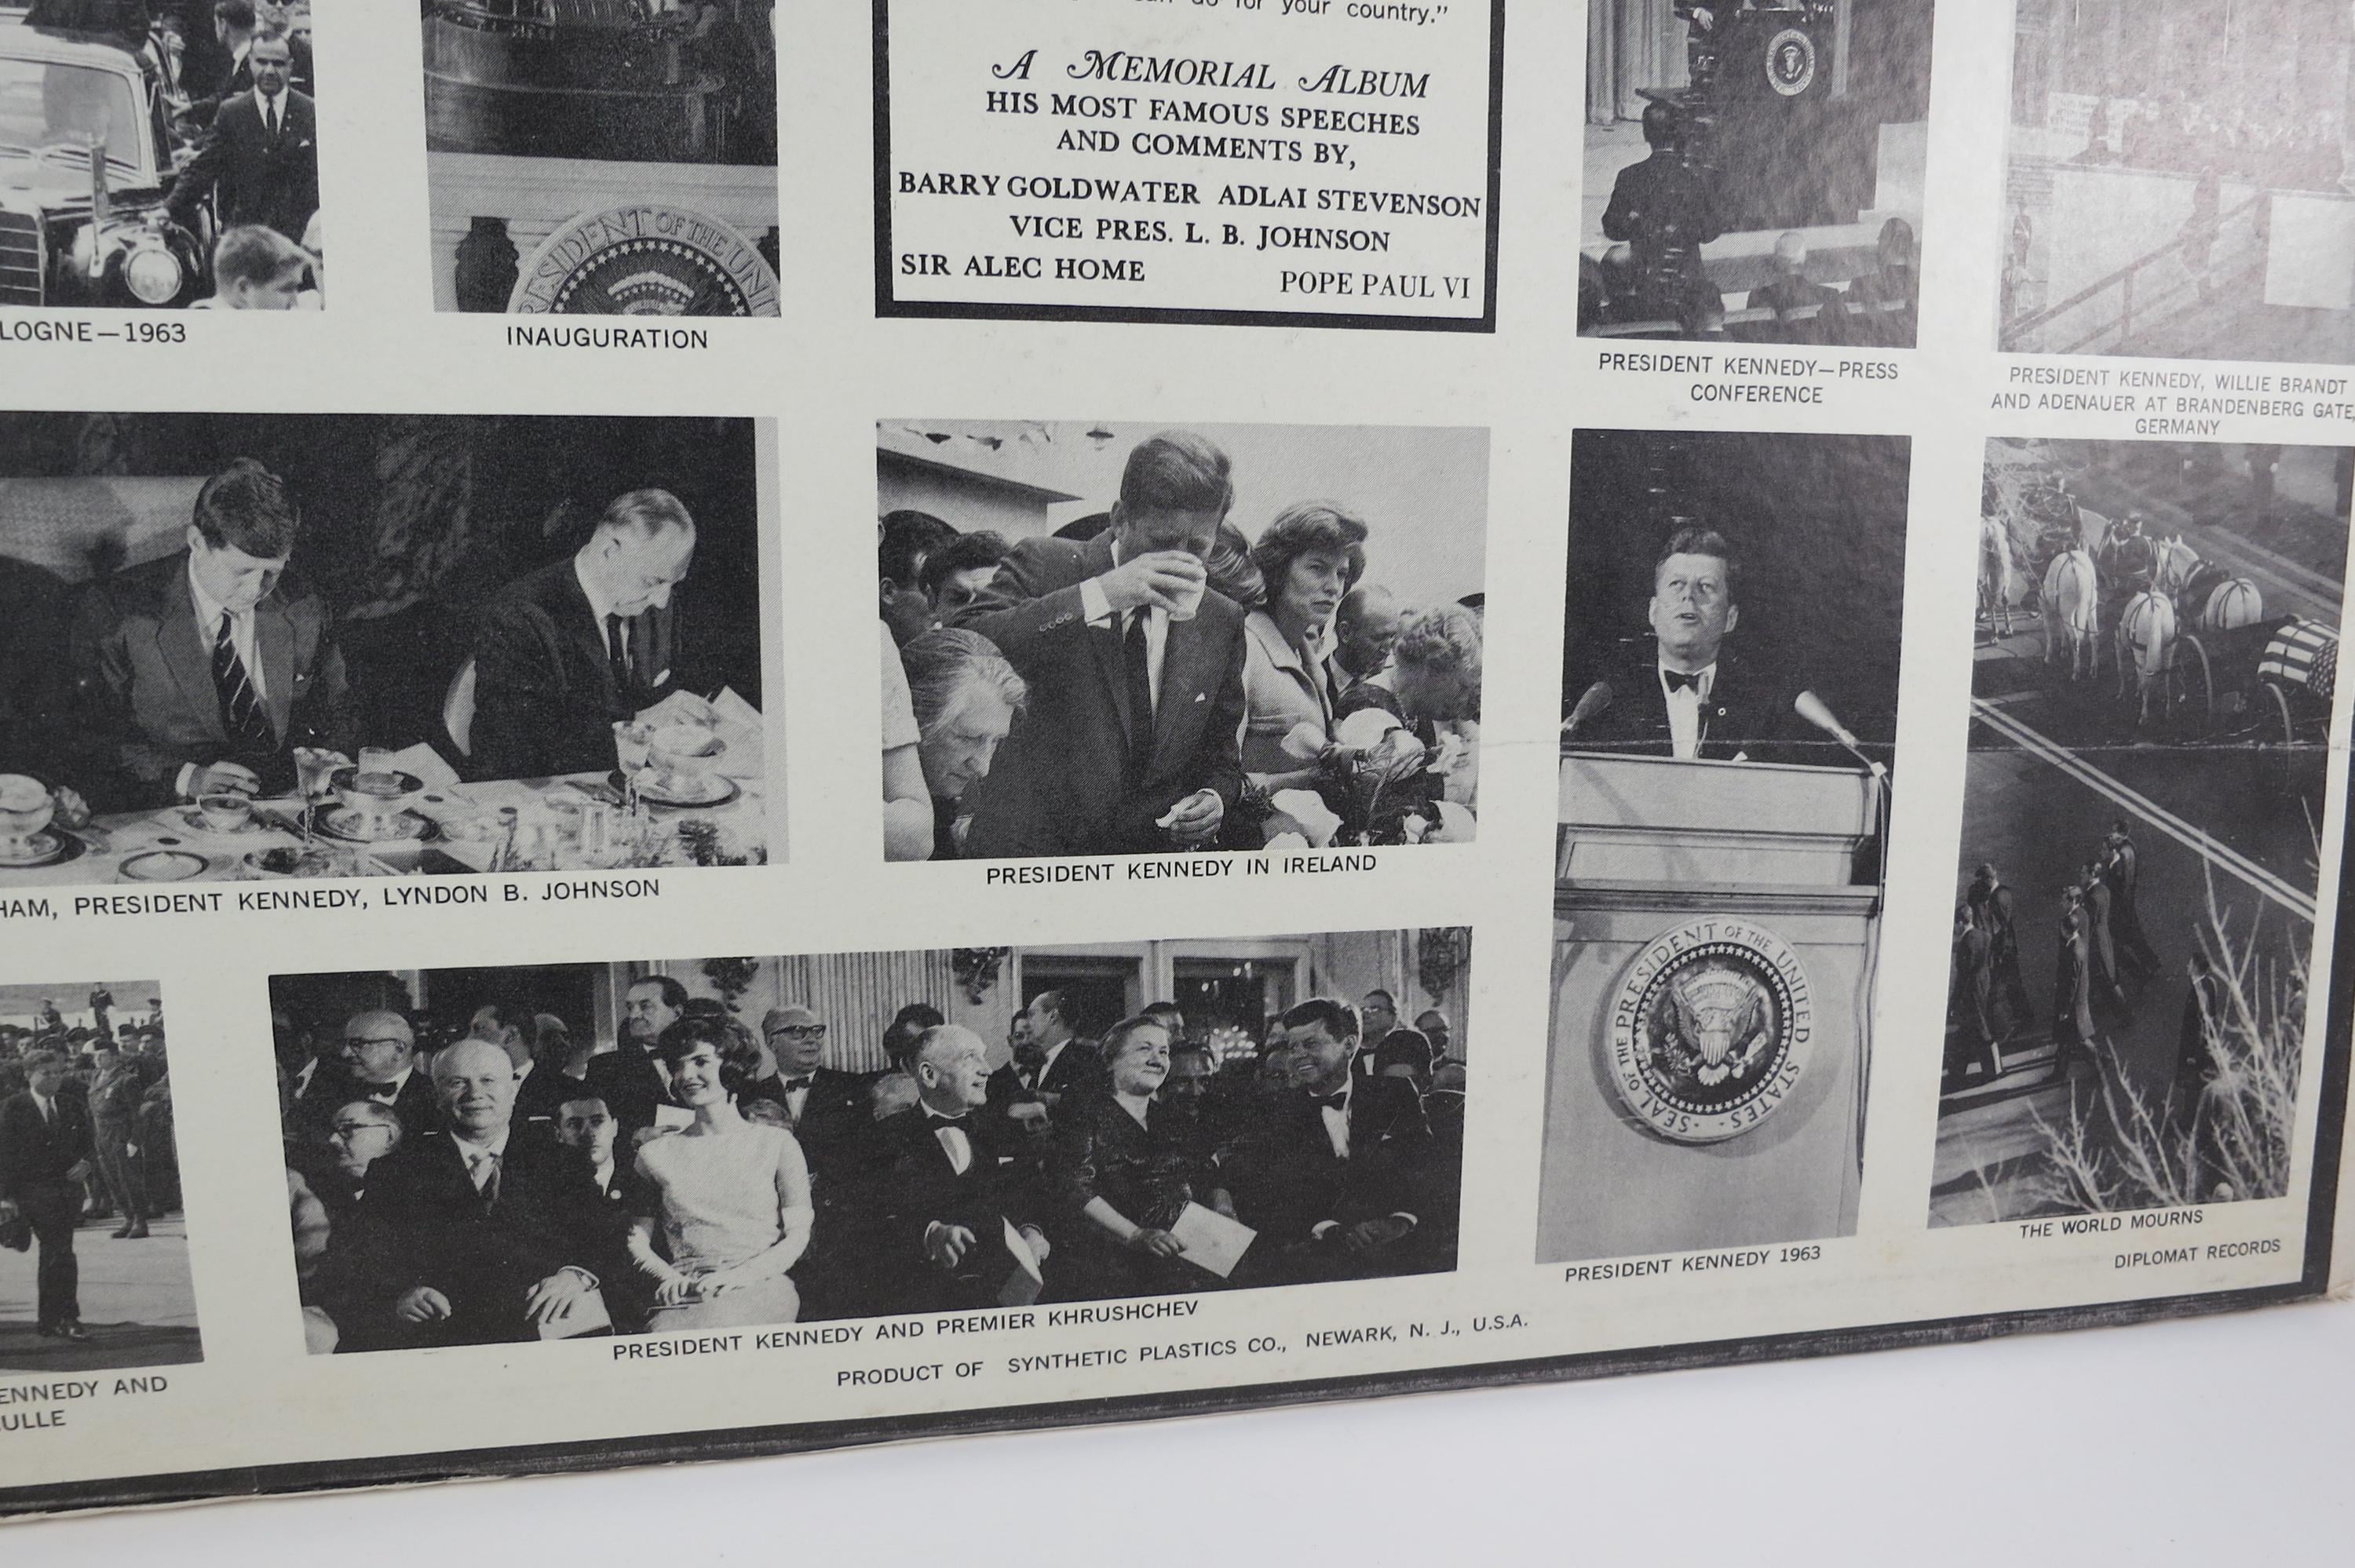 for your country.”
A MEMORIAL ALBUM
HIS MOST FAMOUS SPEECHES
AND COMMENTS BY,
BARRY GOLDWATER ADLAI STEVENSON
VICE PRES. L. B. JOHNSON
SIR ALEC HOME POPE PAUL VI
LOGNE—1963
PRESIDENT OF THE UNI
INAUGURATION
PRESIDENT KENNEDY—PRESS
CONFERENCE
PRESIDENT KENNEDY, WILLIE BRANDT
AND ADENAUER AT BRANDENBERG GATE,
GERMANY
HAM, PRESIDENT KENNEDY, LYNDON B. JOHNSON
PRESIDENT KENNEDY IN IRELAND
SEAL OF THE PRESIDENT OF THE UNITED STATES
PRESIDENT KENNEDY 1963
THE WORLD MOURNS
DIPLOMAT RECORDS
ENNEDY AND
ULLE
PRESIDENT KENNEDY AND PREMIER KHRUSHCHEV
PRODUCT OF SYNTHETIC PLASTICS CO., NEWARK, N. J., U.S.A.